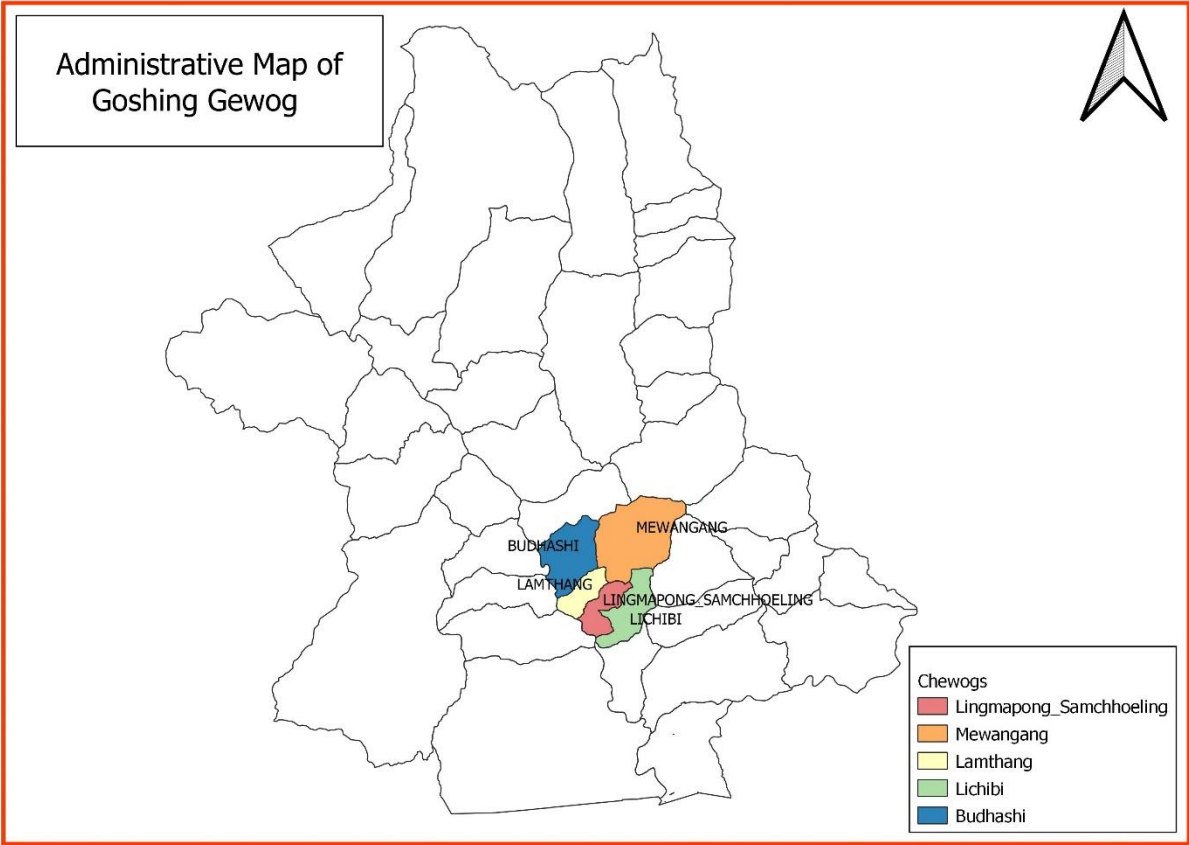 Administrative Map of
Goshing Gewog
MEWANGANG
BUDHASHI
LAMTHANG
LINGMAPONG_SAMCHHOELING
LICHIBI
Chewogs
Lingmapong_Samchhoeling
Mewangang
Lamthang
Lichibi
Budhashi